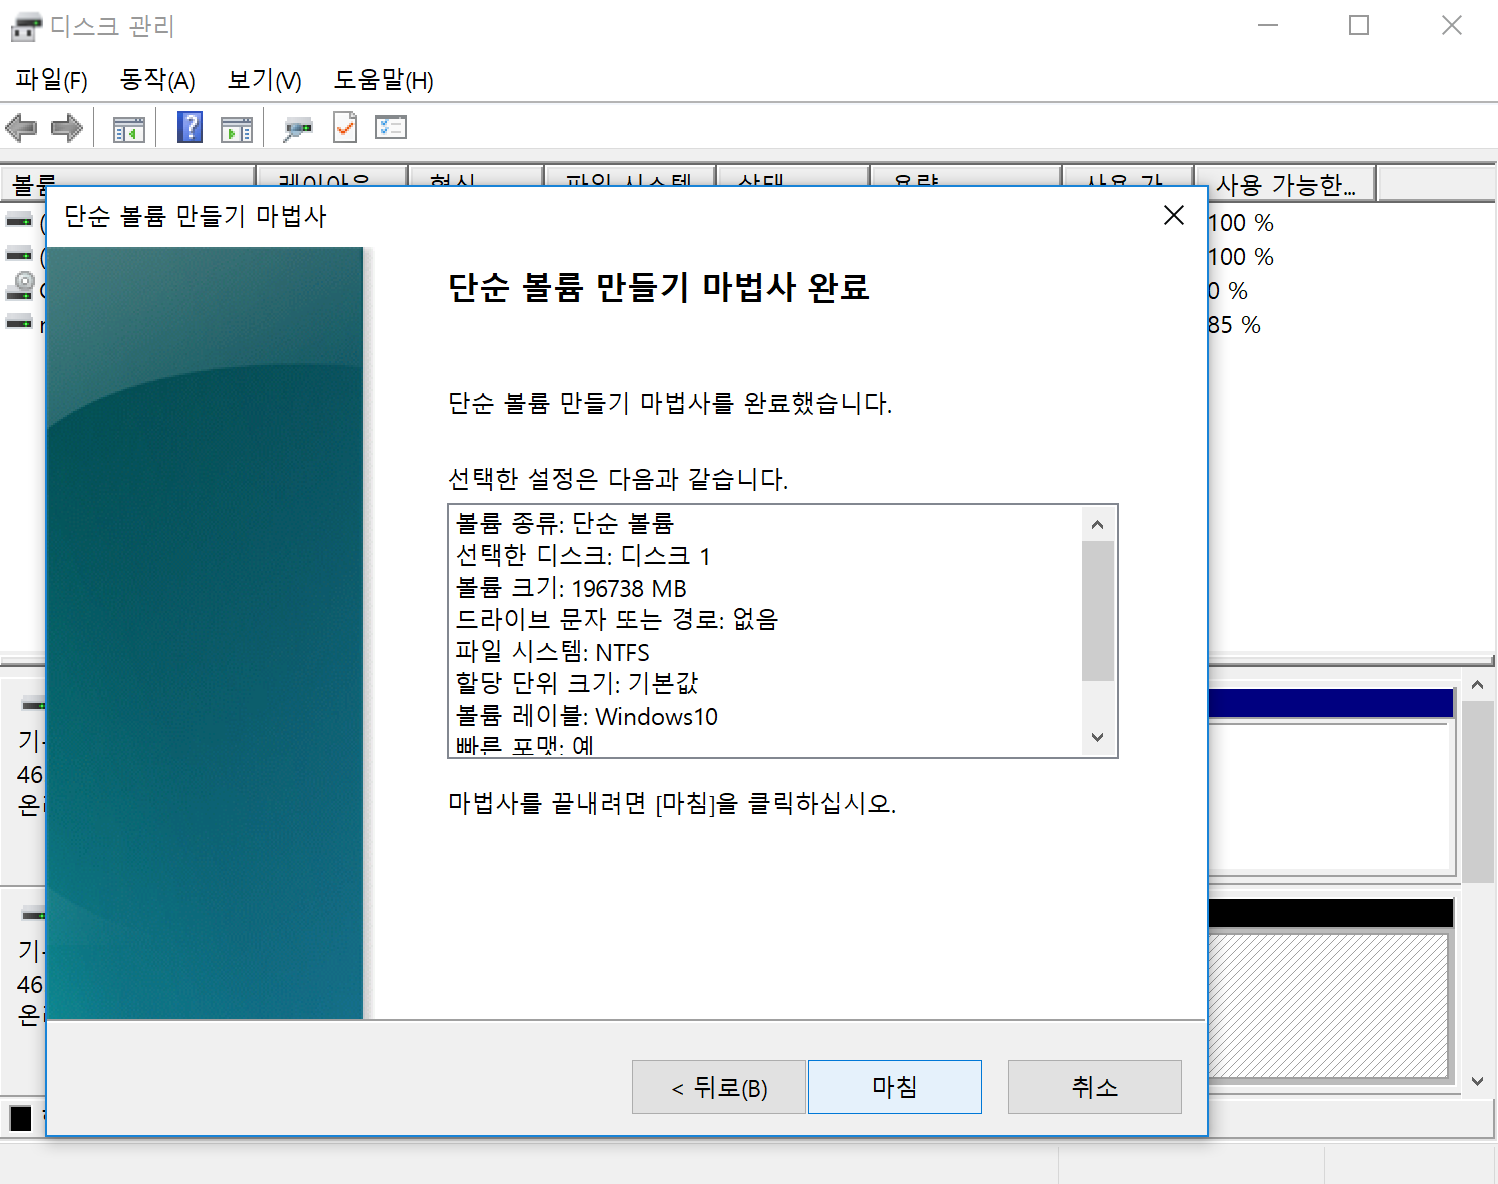 디스크 관리
파일(F) 동작(A) 보기(V) 도움말(H)
볼륨 레이아웃 형식 파일 시스템 상태 용량 사용 가 사용 가능한...
100 %
100 %
0 %
85 %
단순 볼륨 만들기 마법사
단순 볼륨 만들기 마법사 완료
단순 볼륨 만들기 마법사를 완료했습니다.
선택한 설정은 다음과 같습니다.
볼륨 종류: 단순 볼륨
선택한 디스크: 디스크 1
볼륨 크기: 196738 MB
드라이브 문자 또는 경로: 없음
파일 시스템: NTFS
할당 단위 크기: 기본값
볼륨 레이블: Windows10
빠른 포맷: 예
마법사를 끝내려면 [마침]을 클릭하십시오.
기
46
온
기
46
온
< 뒤로(B) 마침 취소